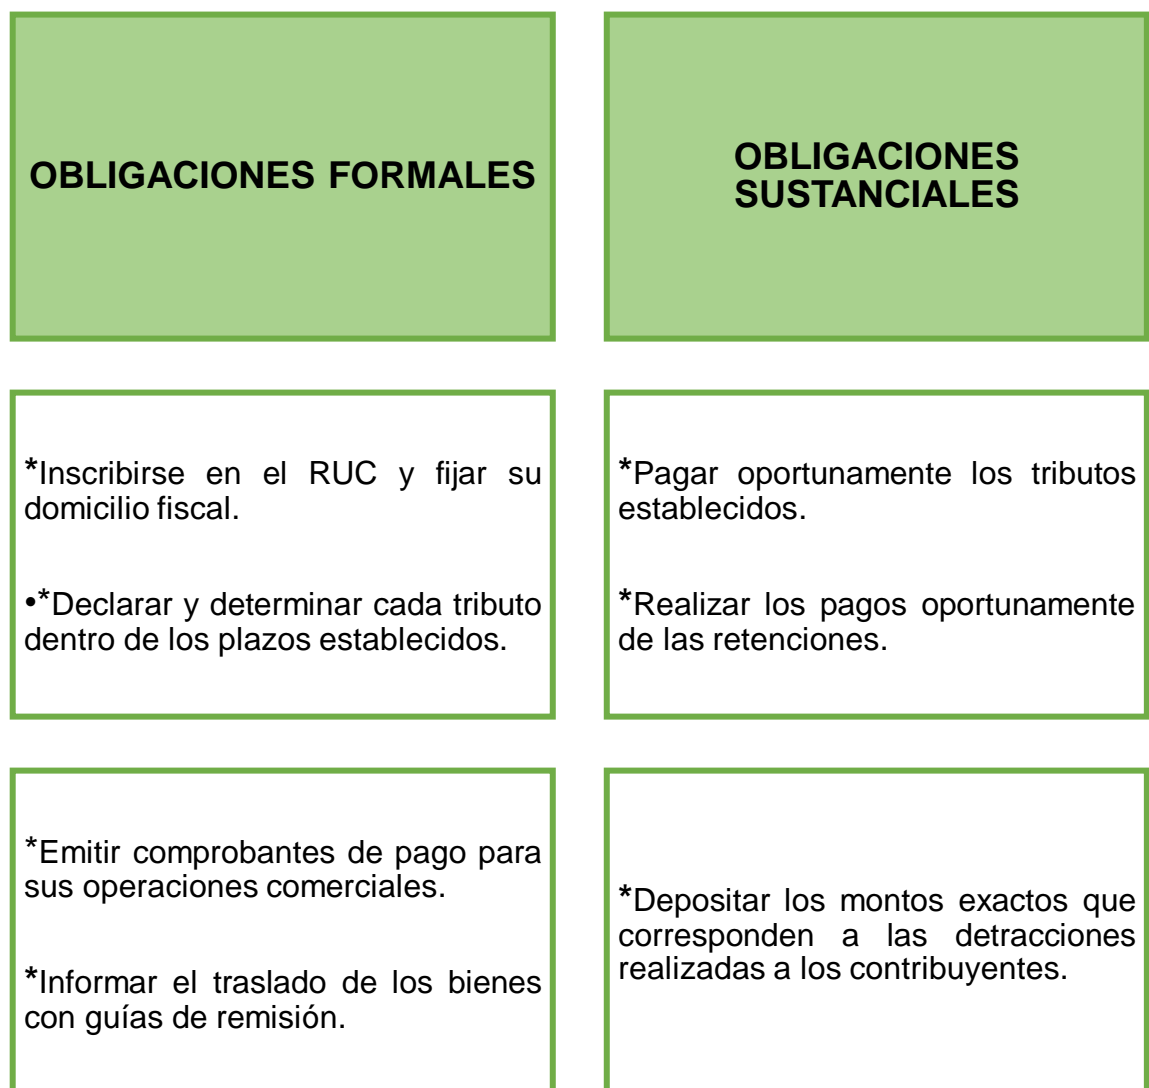 OBLIGACIONES FORMALES
OBLIGACIONES
SUSTANCIALES
*Inscribirse en el RUC y fijar su
domicilio fiscal.
•*Declarar y determinar cada tributo
dentro de los plazos establecidos.
*Pagar oportunamente los tributos
establecidos.
*Realizar los pagos oportunamente
de las retenciones.
*Emitir comprobantes de pago para
sus operaciones comerciales.
*Informar el traslado de los bienes
con guías de remisión.
*Depositar los montos exactos que
corresponden a las detracciones
realizadas a los contribuyentes.